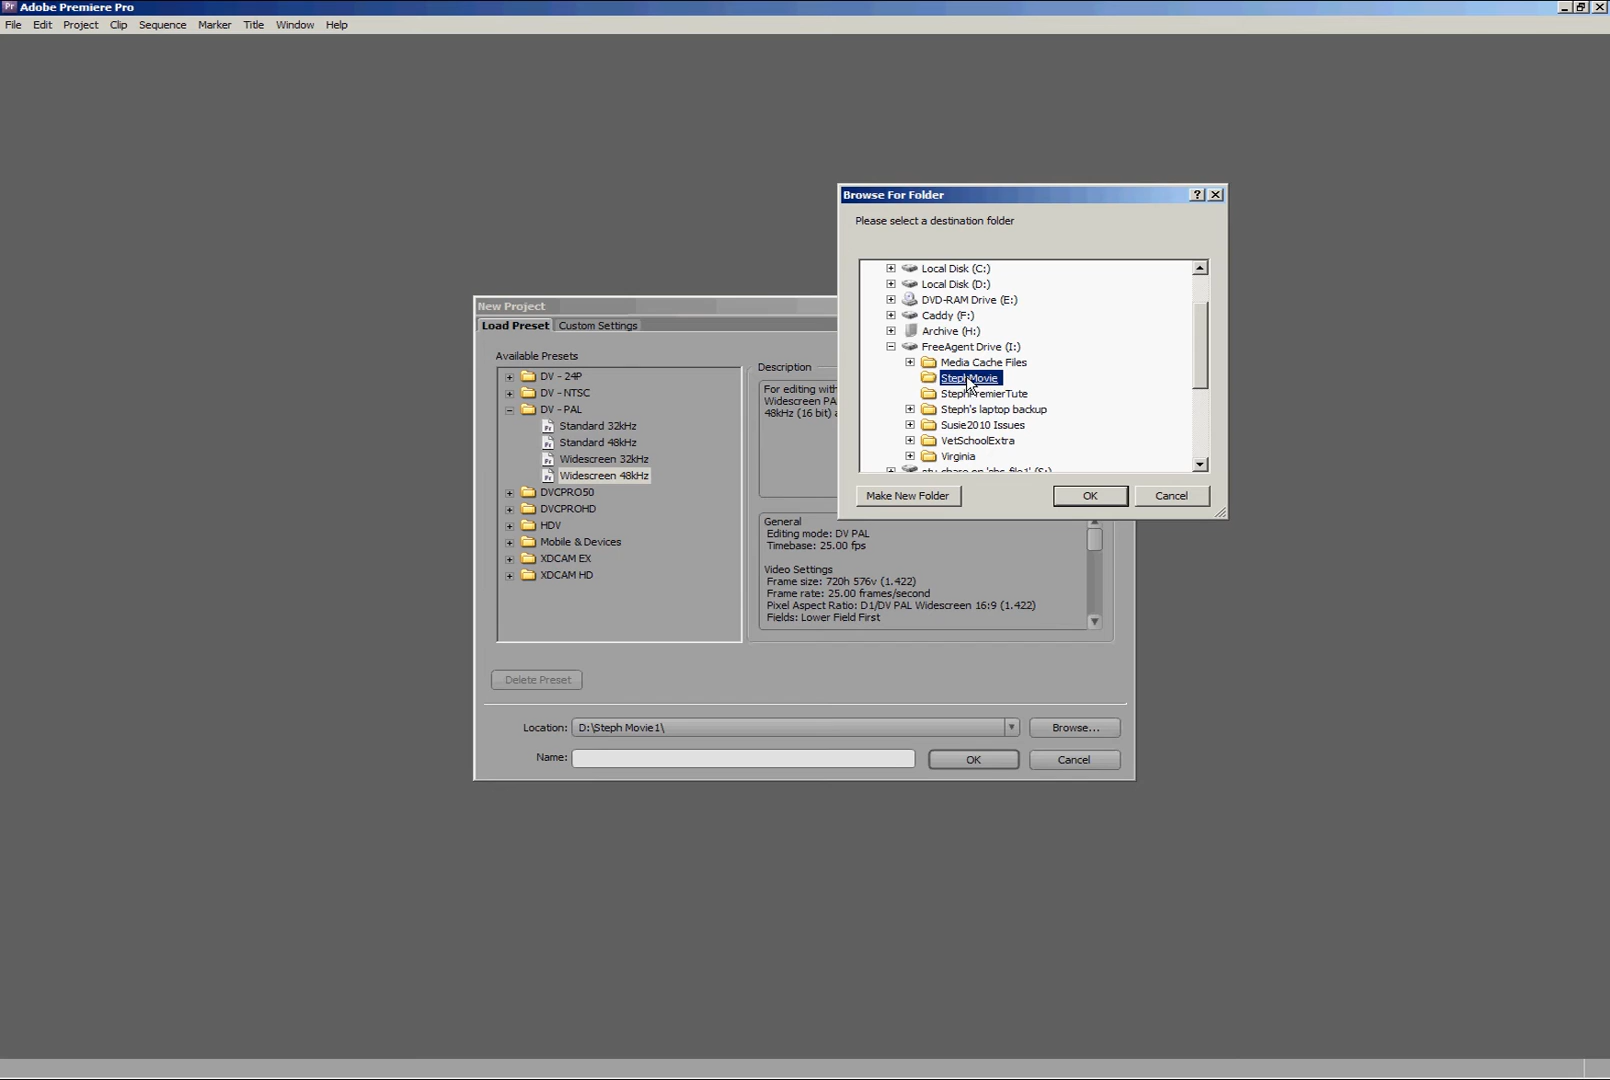 Pr Adobe Premiere Pro
File Edit Project Clip Sequence Marker Title Window Help
Browse For Folder
Please select a destination folder
Local Disk (C:)
Local Disk (D:)
DVD-RAM Drive (E:)
Caddy (F:)
Archive (H:)
FreeAgent Drive (I:)
Media Cache Files
StephMovie
StephPremierTute
Steph's laptop backup
Susie2010 Issues
VetSchoolExtra
Virginia
Make New Folder OK Cancel
New Project
Load Preset Custom Settings
Available Presets
DV - 24P
DV - NTSC
DV - PAL
Standard 32kHz
Standard 48kHz
Widescreen 32kHz
Widescreen 48kHz
DVCPRO50
DVCPROHD
HDV
Mobile & Devices
XDCAM EX
XDCAM HD
Description
For editing with
Widescreen PA
48kHz (16 bit) a
General
Editing mode: DV PAL
Timebase: 25.00 fps
Video Settings
Frame size: 720h 576v (1.422)
Frame rate: 25.00 frames/second
Pixel Aspect Ratio: D1/DV PAL Widescreen 16:9 (1.422)
Fields: Lower Field First
Delete Preset
Location: D:\Steph Movie1\ Browse...
Name: OK Cancel